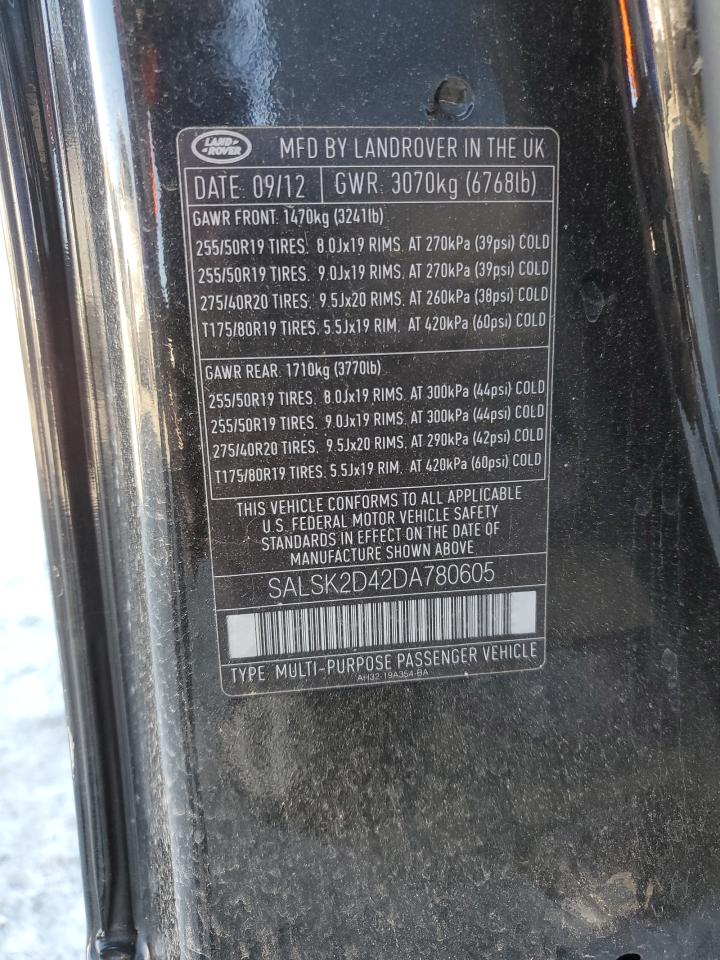 LAND ROVER MFD BY LANDROVER IN THE UK
DATE: 09/12 GWR: 3070kg (6768lb)
GAWR FRONT: 1470kg (3241lb)
255/50R19 TIRES. 8.0Jx19 RIMS. AT 270kPa (39psi) COLD
255/50R19 TIRES. 9.0Jx19 RIMS. AT 270kPa (39psi) COLD
275/40R20 TIRES. 9.5Jx20 RIMS. AT 260kPa (38psi) COLD
T175/80R19 TIRES. 5.5Jx19 RIM. AT 420kPa (60psi) COLD
GAWR REAR: 1710kg (3770lb)
255/50R19 TIRES. 8.0Jx19 RIMS. AT 300kPa (44psi) COLD
255/50R19 TIRES. 9.0Jx19 RIMS. AT 300kPa (44psi) COLD
275/40R20 TIRES. 9.5Jx20 RIMS. AT 290kPa (42psi) COLD
T175/80R19 TIRES. 5.5Jx19 RIM. AT 420kPa (60psi) COLD
THIS VEHICLE CONFORMS TO ALL APPLICABLE
U.S. FEDERAL MOTOR VEHICLE SAFETY
STANDARDS IN EFFECT ON THE DATE OF
MANUFACTURE SHOWN ABOVE
SALSK2D42DA780605
TYPE: MULTI-PURPOSE PASSENGER VEHICLE
AH32-19A354-BA